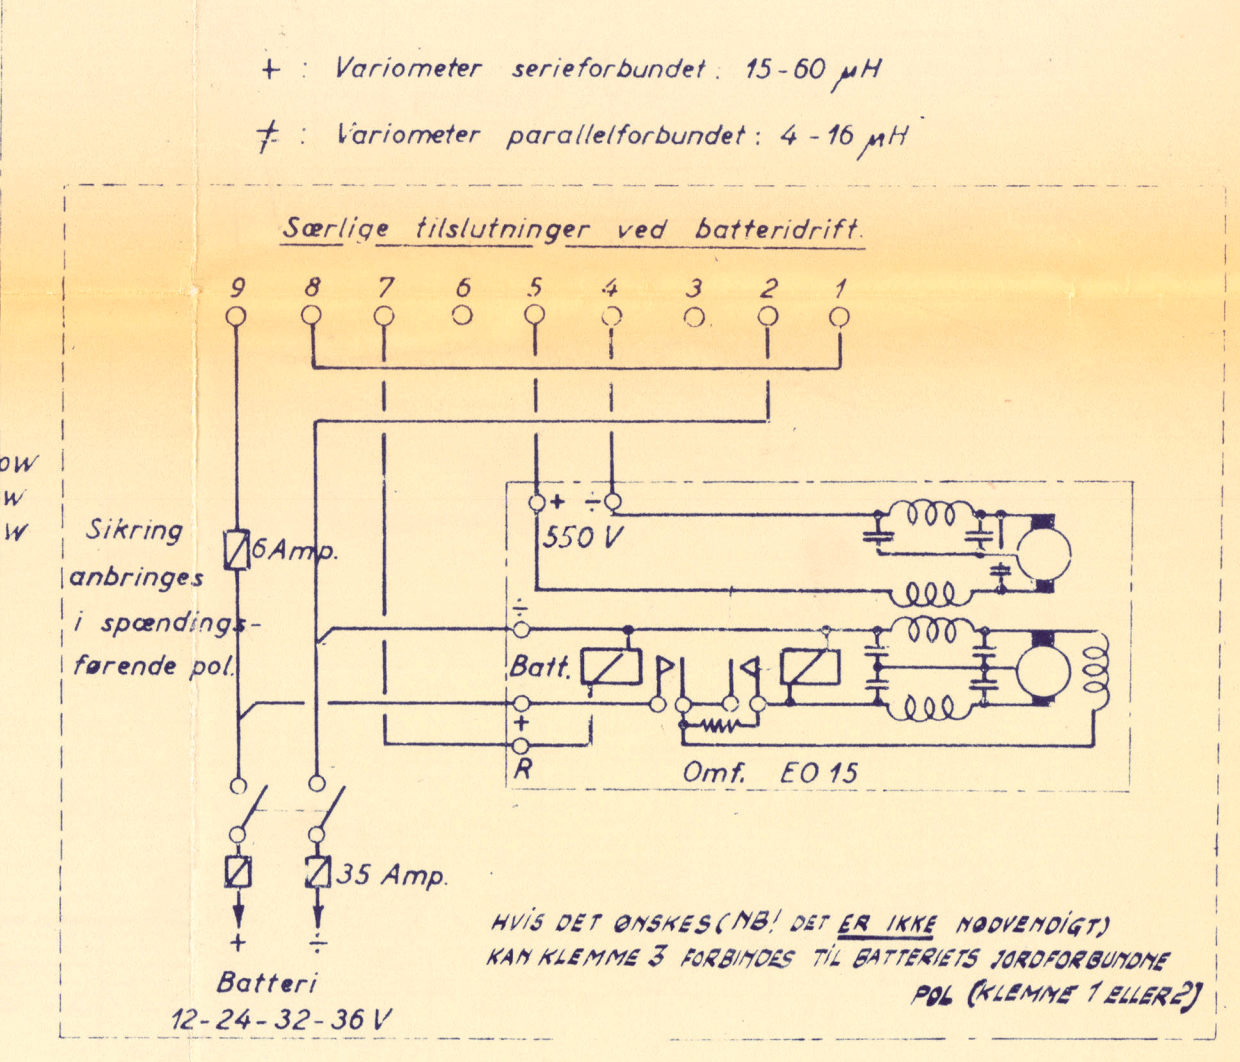 + : Variometer serieforbundet: 15-60 µH
≠ : Variometer parallelforbundet: 4-16 µH
Særlige tilslutninger ved batteridrift.
9 8 7 6 5 4 3 2 1
0W
W
W
+ ÷
550 V
Sikring
anbringes
i spændings-
førende pol.
6Amp.
÷
Batt.
+
R
Omf. EO 15
35 Amp.
+ ÷
Batteri
12-24-32-36 V
HVIS DET ØNSKES (NB! DET ER IKKE NØDVENDIGT)
KAN KLEMME 3 FORBINDES TIL BATTERIETS JORDFORBUNDNE
POL (KLEMME 1 ELLER 2)